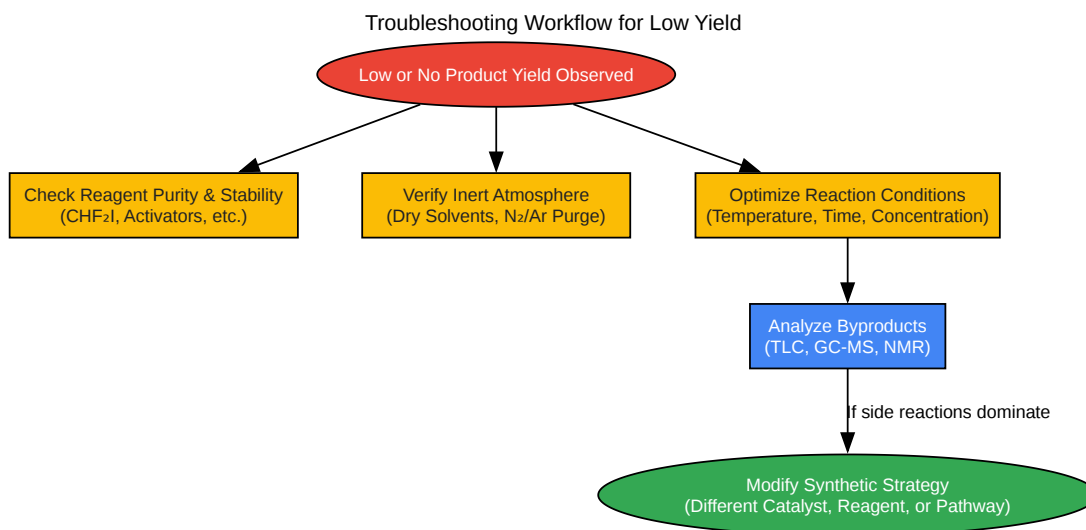 Troubleshooting Workflow for Low Yield
Low or No Product Yield Observed
Check Reagent Purity & Stability
(CHF₂I, Activators, etc.)
Verify Inert Atmosphere
(Dry Solvents, N₂/Ar Purge)
Optimize Reaction Conditions
(Temperature, Time, Concentration)
Analyze Byproducts
(TLC, GC-MS, NMR)
If side reactions dominate
Modify Synthetic Strategy
(Different Catalyst, Reagent, or Pathway)